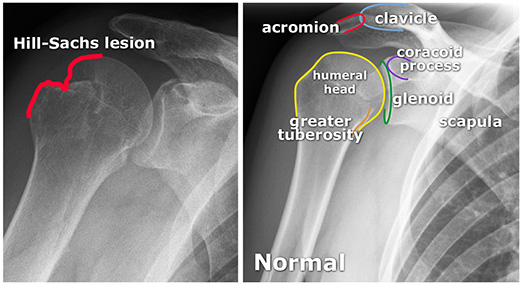 Hill-Sachs lesion
acromion
clavicle
coracoid
process
humeral
head
glenoid
greater
tuberosity
scapula
Normal